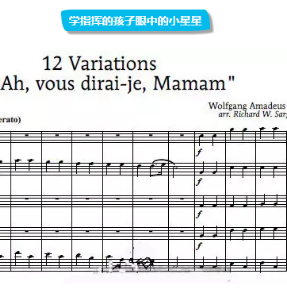 学指挥的孩子眼中的小星星
12 Variations
Ah, vous dirai-je, Mamam"
Wolfgang Amadeus
arr. Richard W. Sarg
erato)
f
f
f
f
f